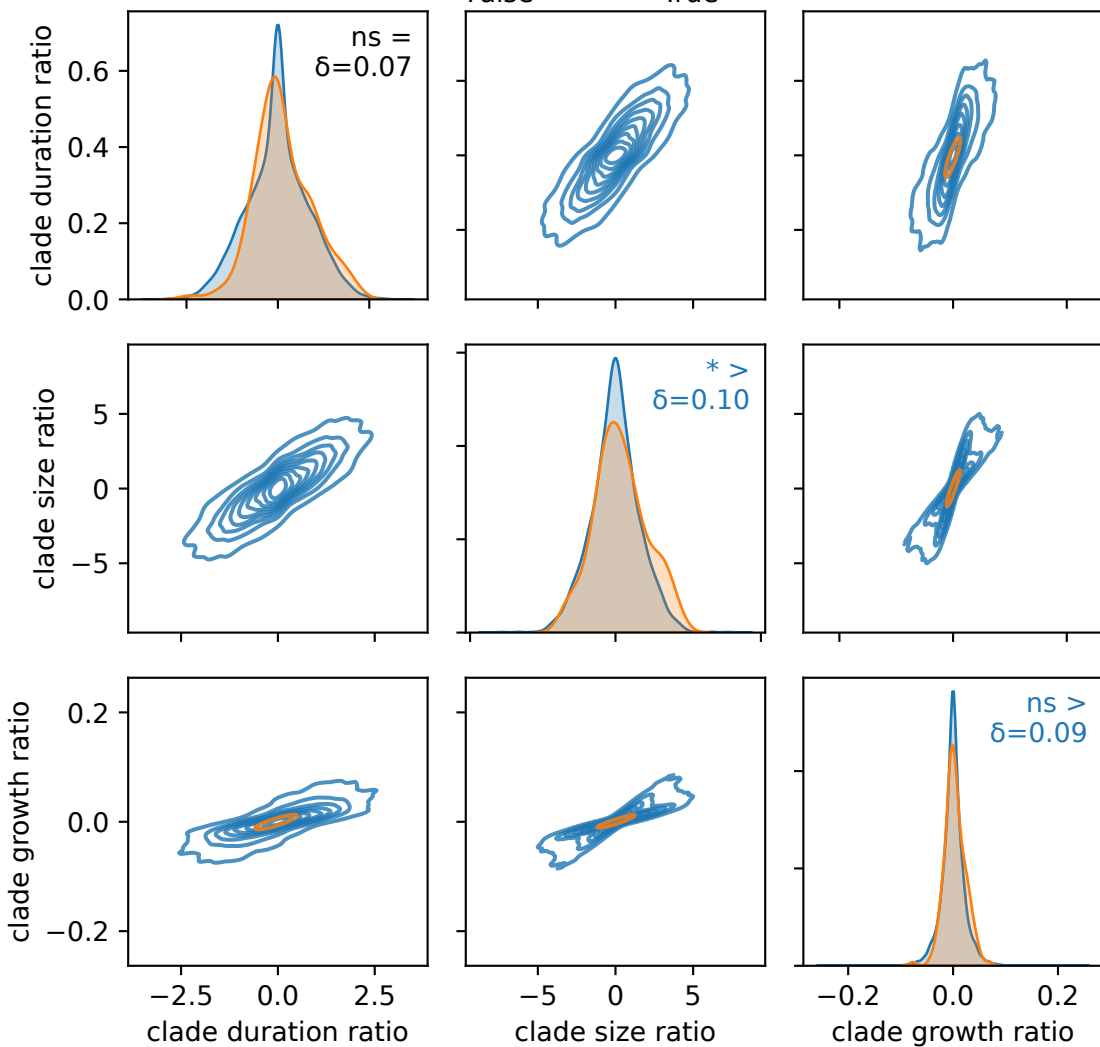 ns =
δ=0.07
clade duration ratio
0.6
0.4
0.2
0.0
* >
δ=0.10
clade size ratio
5
0
−5
ns >
δ=0.09
clade growth ratio
0.2
0.0
−0.2
−2.5 0.0 2.5
−5 0 5
−0.2 0.0 0.2
clade duration ratio
clade size ratio
clade growth ratio